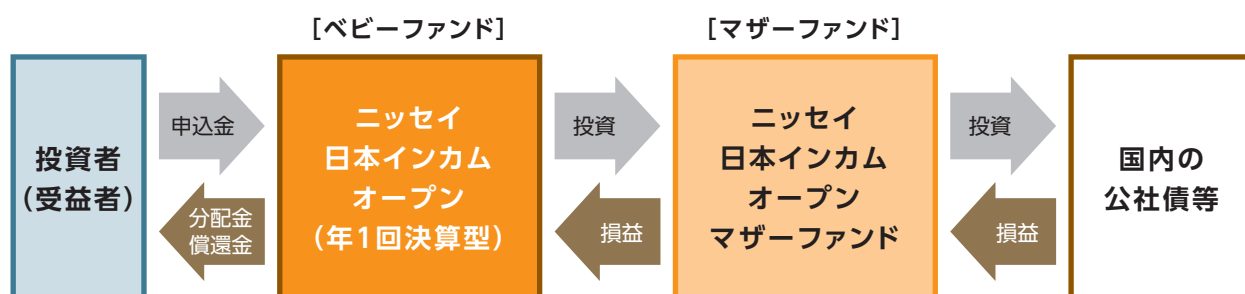 [ベビーファンド]
[マザーファンド]
投資者
(受益者)
申込金
分配金
償還金
ニッセイ
日本インカム
オープン
(年1回決算型)
投資
損益
ニッセイ
日本インカム
オープン
マザーファンド
投資
損益
国内の
公社債等